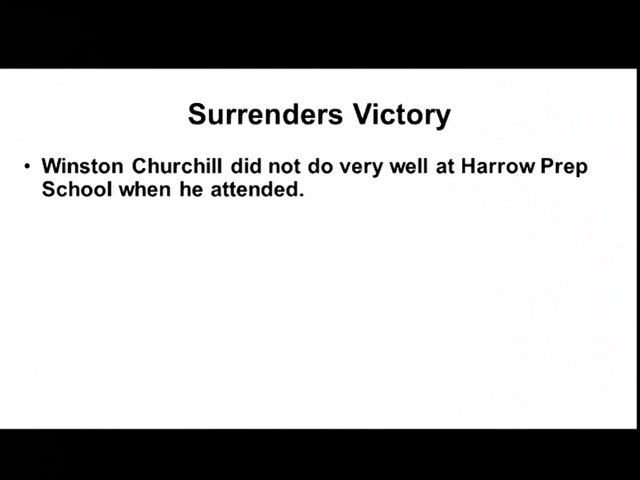 Surrenders Victory
• Winston Churchill did not do very well at Harrow Prep
School when he attended.